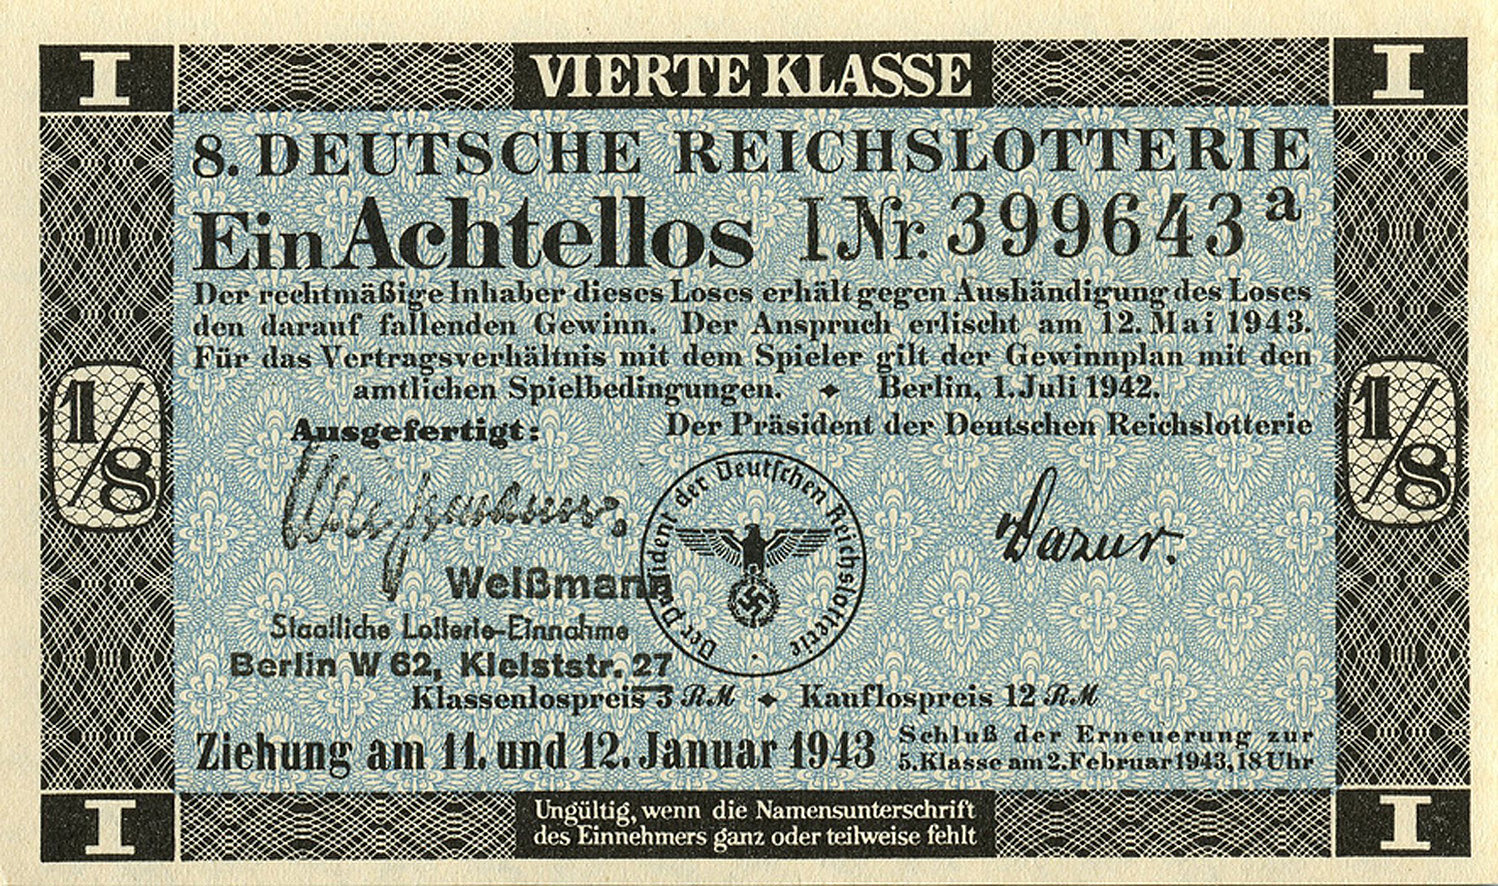 I VIERTE KLASSE I
8. DEUTSCHE REICHSLOTTERIE
Ein Achtellos I Nr. 399643 a
Der rechtmäßige Inhaber dieses Loses erhält gegen Aushändigung des Loses
den darauf fallenden Gewinn. Der Anspruch erlischt am 12. Mai 1943.
Für das Vertragsverhältnis mit dem Spieler gilt der Gewinnplan mit den
amtlichen Spielbedingungen. ✦ Berlin, 1. Juli 1942.
1/8
1/8
Ausgefertigt:
Der Präsident der Deutschen Reichslotterie
Weißmann
Der Präsident der Deutschen Reichslotterie
Dazur.
Weißmann
Staatliche Lotterie-Einnahme
Berlin W 62, Kleiststr. 27
Klassenlospreis 3 RM ✦ Kauflospreis 12 RM
Ziehung am 11. und 12. Januar 1943
Schluß der Erneuerung zur
5. Klasse am 2. Februar 1943, 18 Uhr
I Ungültig, wenn die Namensunterschrift I
des Einnehmers ganz oder teilweise fehlt